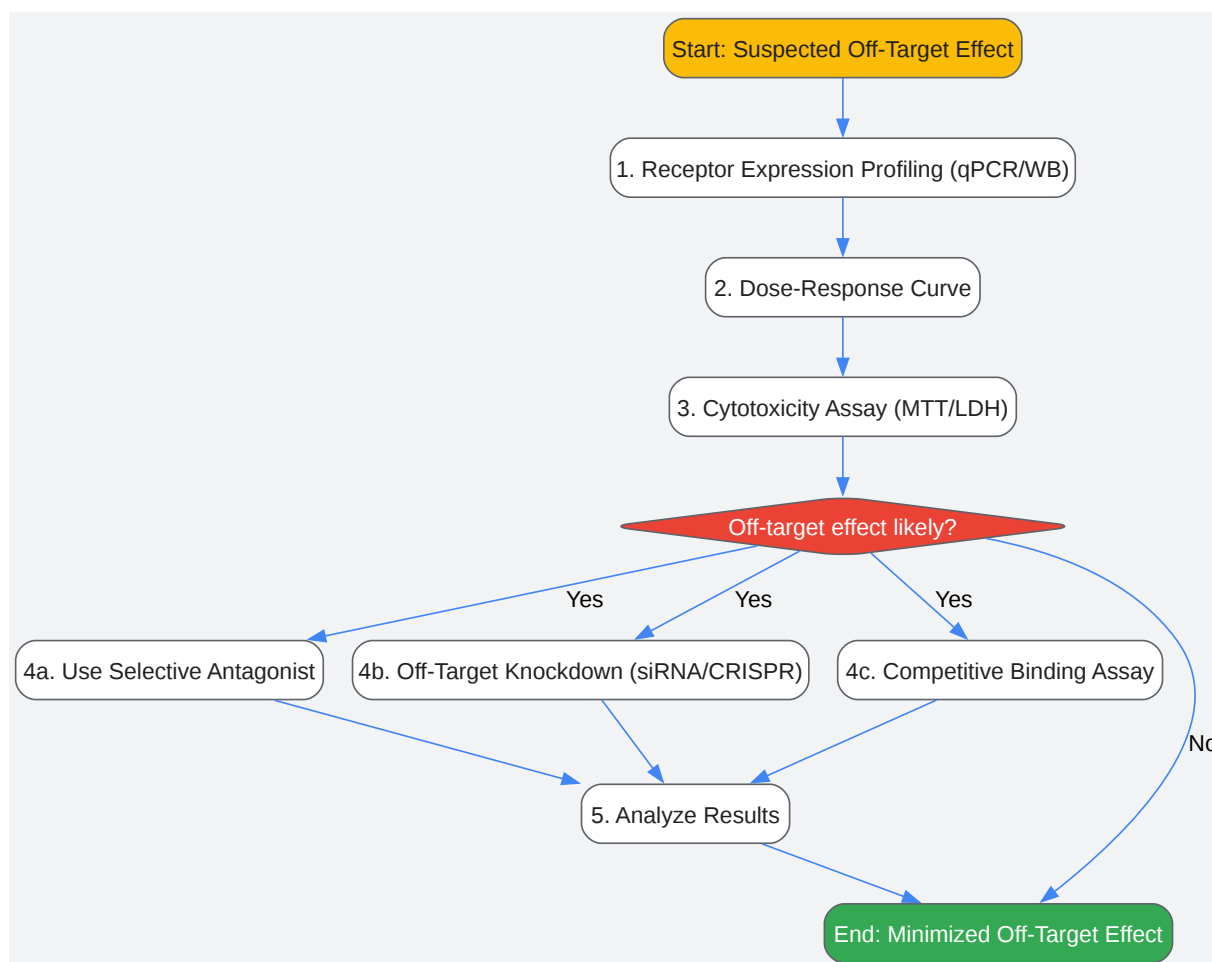 Start: Suspected Off-Target Effect
1. Receptor Expression Profiling (qPCR/WB)
2. Dose-Response Curve
3. Cytotoxicity Assay (MTT/LDH)
Off-target effect likely?
Yes
Yes
Yes
4a. Use Selective Antagonist
4b. Off-Target Knockdown (siRNA/CRISPR)
4c. Competitive Binding Assay
No
5. Analyze Results
End: Minimized Off-Target Effect